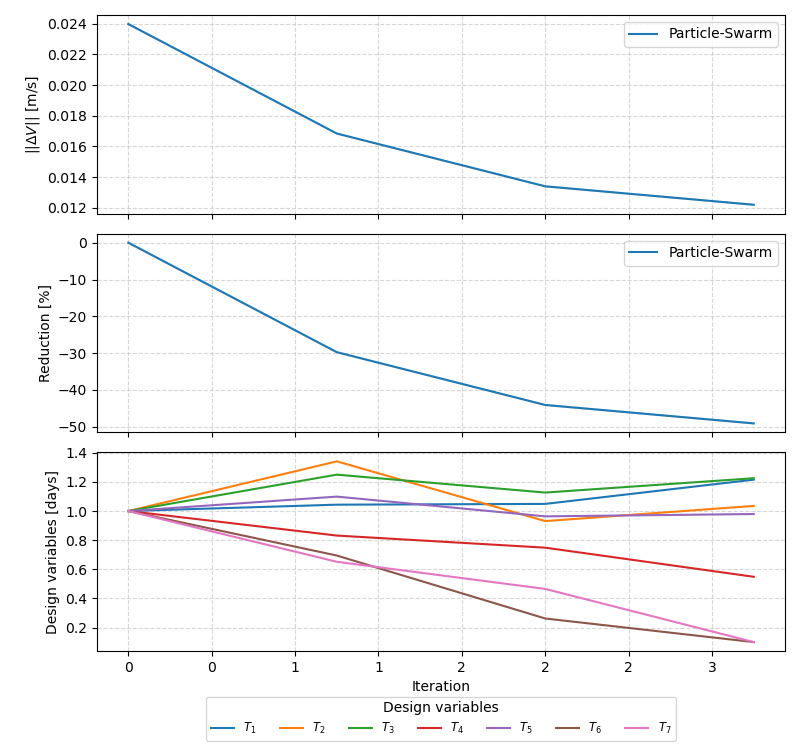 0.024
0.022
0.020
0.018
0.016
0.014
0.012
||ΔV|| [m/s]
Particle-Swarm
0
−10
−20
−30
−40
−50
Reduction [%]
Particle-Swarm
1.4
1.2
1.0
0.8
0.6
0.4
0.2
Design variables [days]
0 0 1 1 2 2 2 3
Iteration
Design variables
T₁ T₂ T₃ T₄ T₅ T₆ T₇